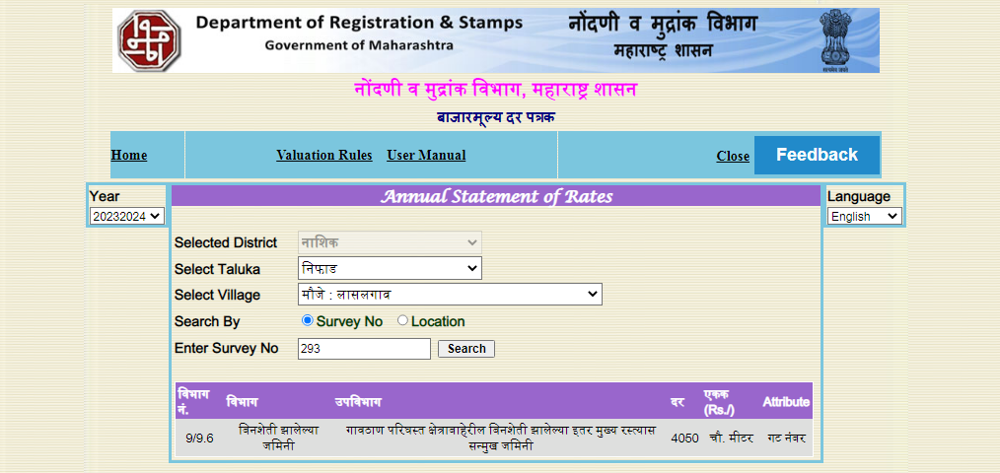 Department of Registration & Stamps
Government of Maharashtra
नोंदणी व मुद्रांक विभाग
महाराष्ट्र शासन
नोंदणी व मुद्रांक विभाग, महाराष्ट्र शासन
बाजारमूल्य दर पत्रक
Home Valuation Rules User Manual Close Feedback
Year Annual Statement of Rates Language
20232024 English
Selected District नाशिक
Select Taluka निफाड
Select Village मौजे : लासलगाव
Search By Survey No Location
Enter Survey No 293 Search
विभाग नं. विभाग उपविभाग दर एकक (Rs./) Attribute
9/9.6 बिनशेती झालेल्या गावठाण परिघस्त क्षेत्राबाहेरील बिनशेती झालेल्या इतर मुख्य रस्त्यास 4050 चौ. मीटर गट नंबर
जमिनी सन्मुख जमिनी